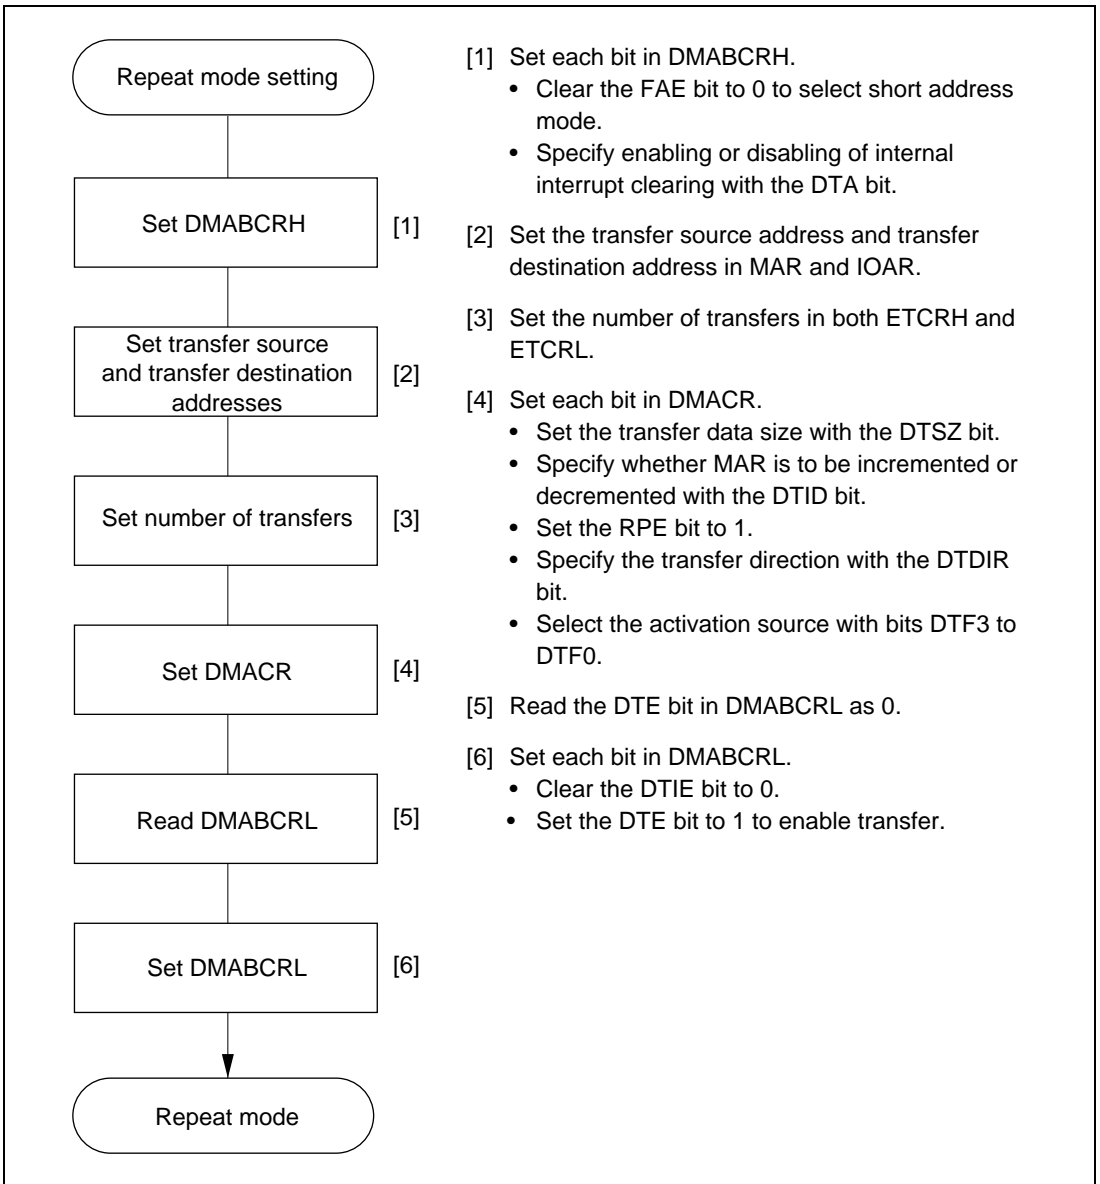 Repeat mode setting
Set DMABCRH [1]
Set transfer source
and transfer destination
addresses
[2]
Set number of transfers [3]
Set DMACR [4]
Read DMABCRL [5]
Set DMABCRL [6]
Repeat mode
[1] Set each bit in DMABCRH.
• Clear the FAE bit to 0 to select short address
mode.
• Specify enabling or disabling of internal
interrupt clearing with the DTA bit.
[2] Set the transfer source address and transfer
destination address in MAR and IOAR.
[3] Set the number of transfers in both ETCRH and
ETCRL.
[4] Set each bit in DMACR.
• Set the transfer data size with the DTSZ bit.
• Specify whether MAR is to be incremented or
decremented with the DTID bit.
• Set the RPE bit to 1.
• Specify the transfer direction with the DTDIR
bit.
• Select the activation source with bits DTF3 to
DTF0.
[5] Read the DTE bit in DMABCRL as 0.
[6] Set each bit in DMABCRL.
• Clear the DTIE bit to 0.
• Set the DTE bit to 1 to enable transfer.